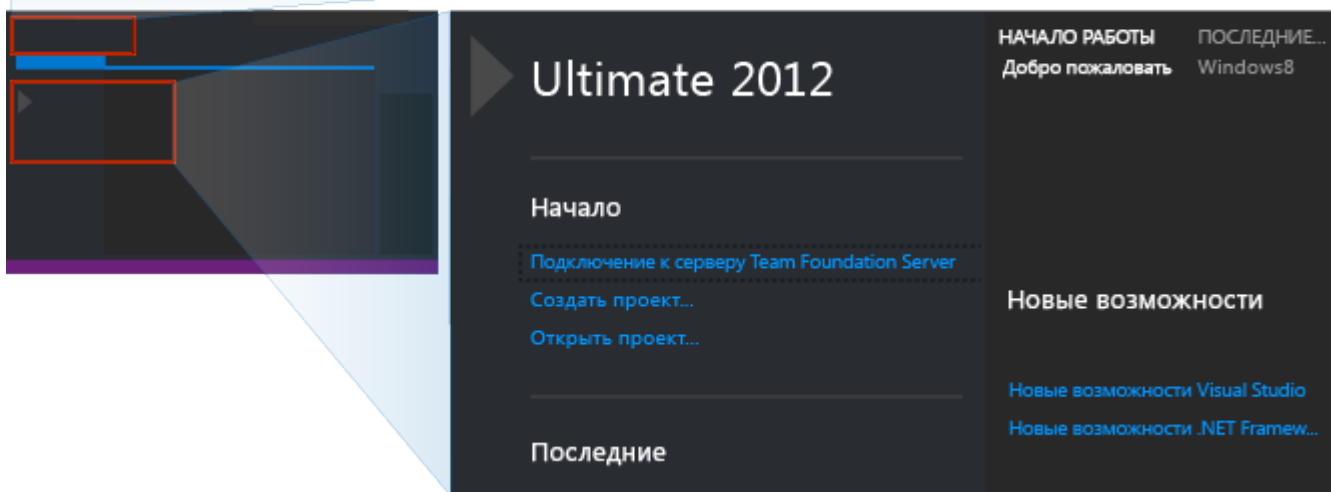 Ultimate 2012
Начало
Подключение к серверу Team Foundation Server
Создать проект...
Открыть проект...
Последние
НАЧАЛО РАБОТЫ ПОСЛЕДНИЕ...
Добро пожаловать Windows8
Новые возможности
Новые возможности Visual Studio
Новые возможности .NET Framew...